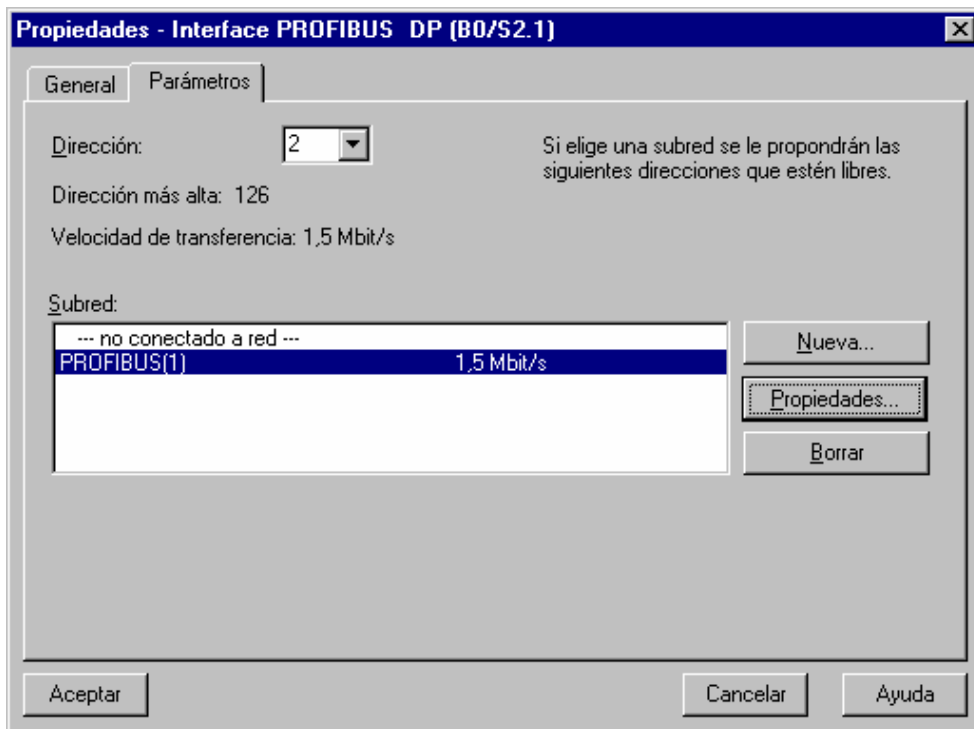 Propiedades - Interface PROFIBUS  DP (B0/S2.1)
General
Parámetros
Dirección:
2
Si elige una subred se le propondrán las
siguientes direcciones que estén libres.
Dirección más alta:  126
Velocidad de transferencia: 1,5 Mbit/s
Subred:
--- no conectado a red ---
PROFIBUS(1) 1,5 Mbit/s
Nueva...
Propiedades...
Borrar
Aceptar
Cancelar
Ayuda